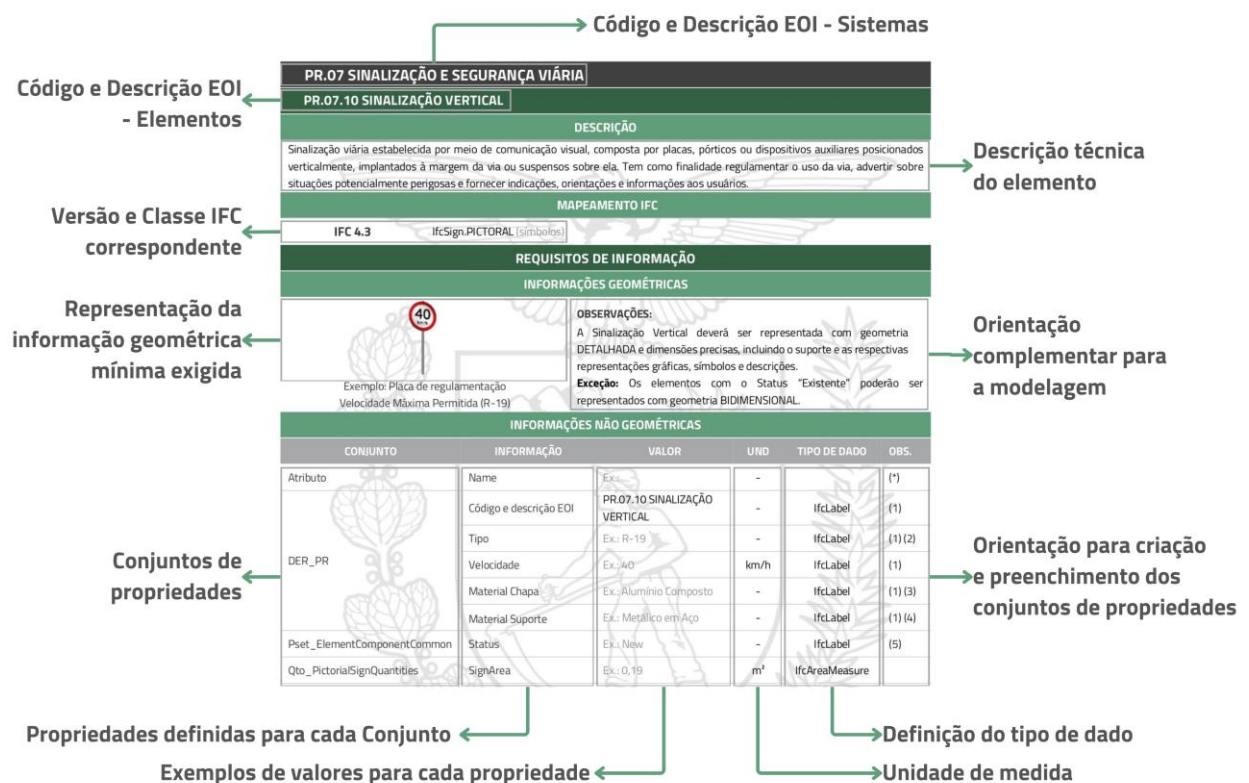 Código e Descrição EOI - Sistemas
Código e Descrição EOI
- Elementos
PR.07 SINALIZAÇÃO E SEGURANÇA VIÁRIA
PR.07.10 SINALIZAÇÃO VERTICAL
DESCRIÇÃO
Sinalização viária estabelecida por meio de comunicação visual, composta por placas, pórticos ou dispositivos auxiliares posicionados
verticalmente, implantados à margem da via ou suspensos sobre ela. Tem como finalidade regulamentar o uso da via, advertir sobre
situações potencialmente perigosas e fornecer indicações, orientações e informações aos usuários.
Descrição técnica
do elemento
MAPEAMENTO IFC
Versão e Classe IFC
correspondente
IFC 4.3 IfcSign.PICTORAL (símbolos)
REQUISITOS DE INFORMAÇÃO
INFORMAÇÕES GEOMÉTRICAS
Representação da
informação geométrica
mínima exigida
40
km/h
Exemplo: Placa de regulamentação
Velocidade Máxima Permitida (R-19)
OBSERVAÇÕES:
A Sinalização Vertical deverá ser representada com geometria
DETALHADA e dimensões precisas, incluindo o suporte e as respectivas
representações gráficas, símbolos e descrições.
Exceção: Os elementos com o Status "Existente" poderão ser
representados com geometria BIDIMENSIONAL.
Orientação
complementar para
a modelagem
INFORMAÇÕES NÃO GEOMÉTRICAS
CONJUNTO INFORMAÇÃO VALOR UND TIPO DE DADO OBS.
Atributo Name Ex.: - (*)
DER_PR
Código e descrição EOI PR.07.10 SINALIZAÇÃO VERTICAL - IfcLabel (1)
Tipo Ex.: R-19 - IfcLabel (1) (2)
Velocidade Ex.: 40 km/h IfcLabel (1)
Material Chapa Ex.: Alumínio Composto - IfcLabel (1) (3)
Material Suporte Ex.: Metálico em Aço - IfcLabel (1) (4)
Pset_ElementComponentCommon Status Ex.: New - IfcLabel (5)
Qto_PictorialSignQuantities SignArea Ex.: 0,19 m² IfcAreaMeasure
Conjuntos de
propriedades
Orientação para criação
e preenchimento dos
conjuntos de propriedades
Propriedades definidas para cada Conjunto
Definição do tipo de dado
Exemplos de valores para cada propriedade
Unidade de medida